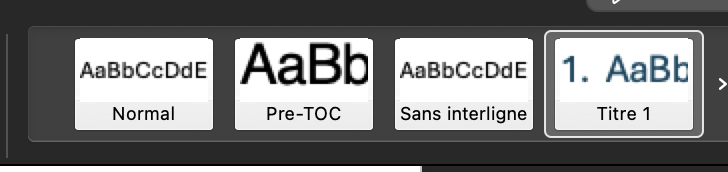 AaBbCcDdE
Normal
AaBb
Pre-TOC
AaBbCcDdE
Sans interligne
1. AaBb
Titre 1